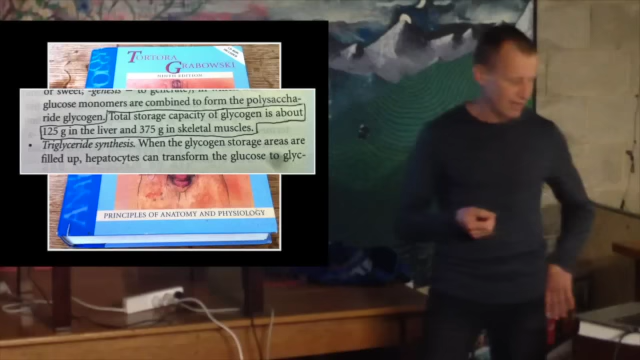 TORTORA
GRABOWSKI
NINTH EDITION
or sweet, -genesis = to generate), in
glucose monomers are combined to form the polysaccha-
ride glycogen. Total storage capacity of glycogen is about
125 g in the liver and 375 g in skeletal muscles.
• Triglyceride synthesis. When the glycogen storage areas are
filled up, hepatocytes can transform the glucose to glyc-
PRINCIPLES OF ANATOMY AND PHYSIOLOGY